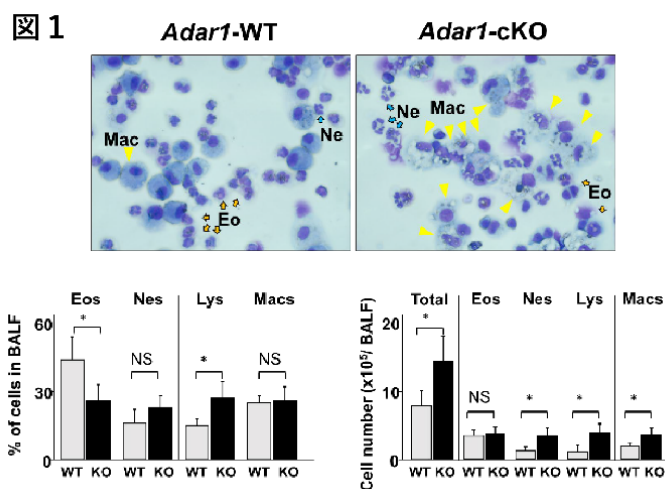 図1
Adar1-WT
Adar1-cKO
Mac
Ne
Eo
Ne
Mac
Eo
Eos Nes Lys Macs
% of cells in BALF
60
30
0
* NS * NS
WT KO WT KO WT KO WT KO
Total Eos Nes Lys Macs
Cell number (x10⁵/ BALF)
20
10
0
* NS * * *
WT KO WT KO WT KO WT KO WT KO